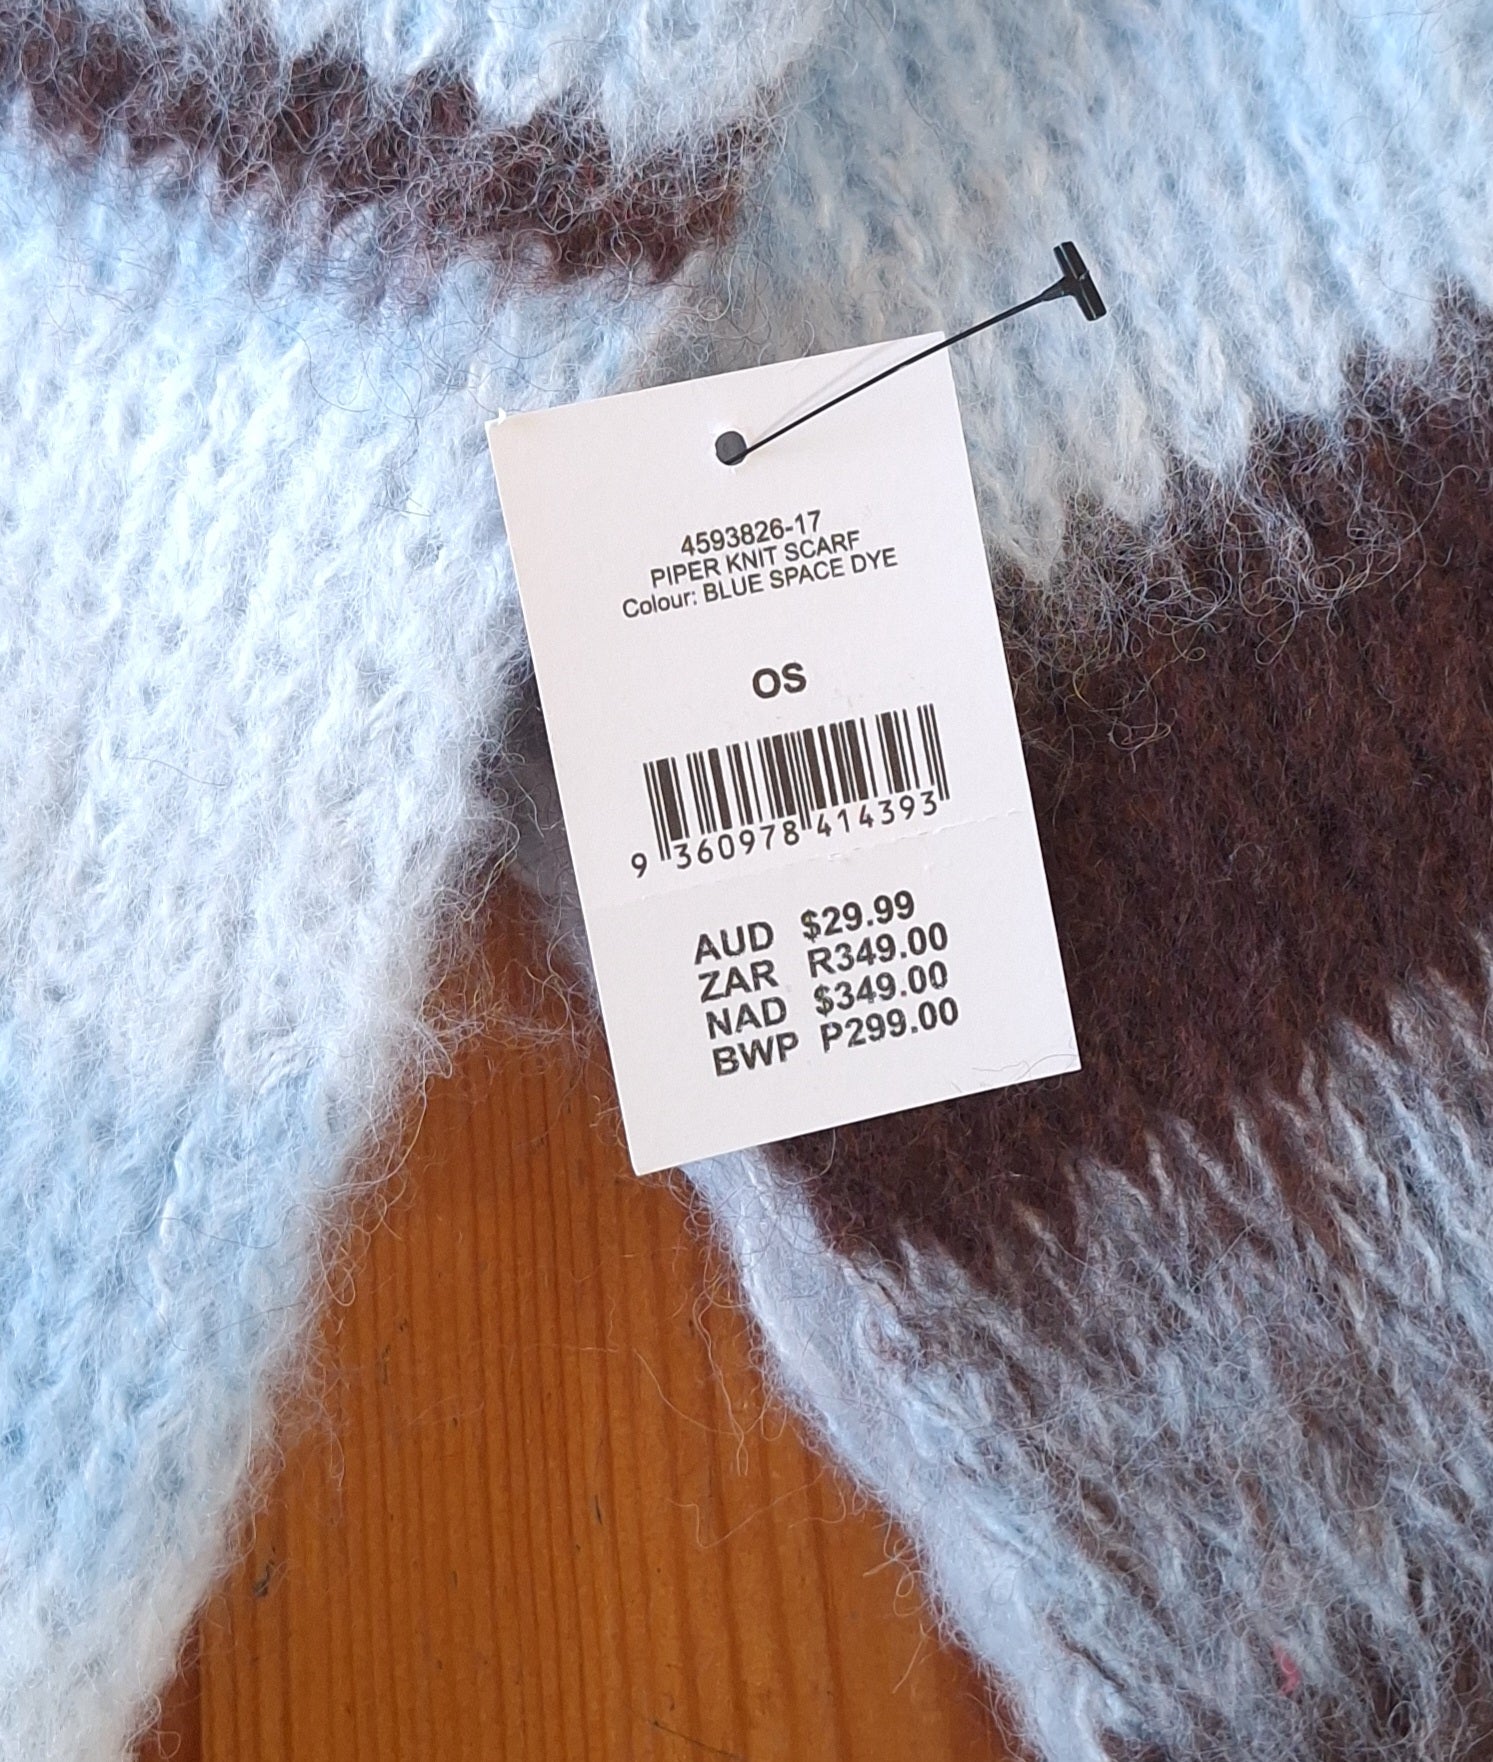 4593826-17
PIPER KNIT SCARF
Colour: BLUE SPACE DYE
OS
9 360978 414393
AUD $29.99
ZAR R349.00
NAD $349.00
BWP P299.00